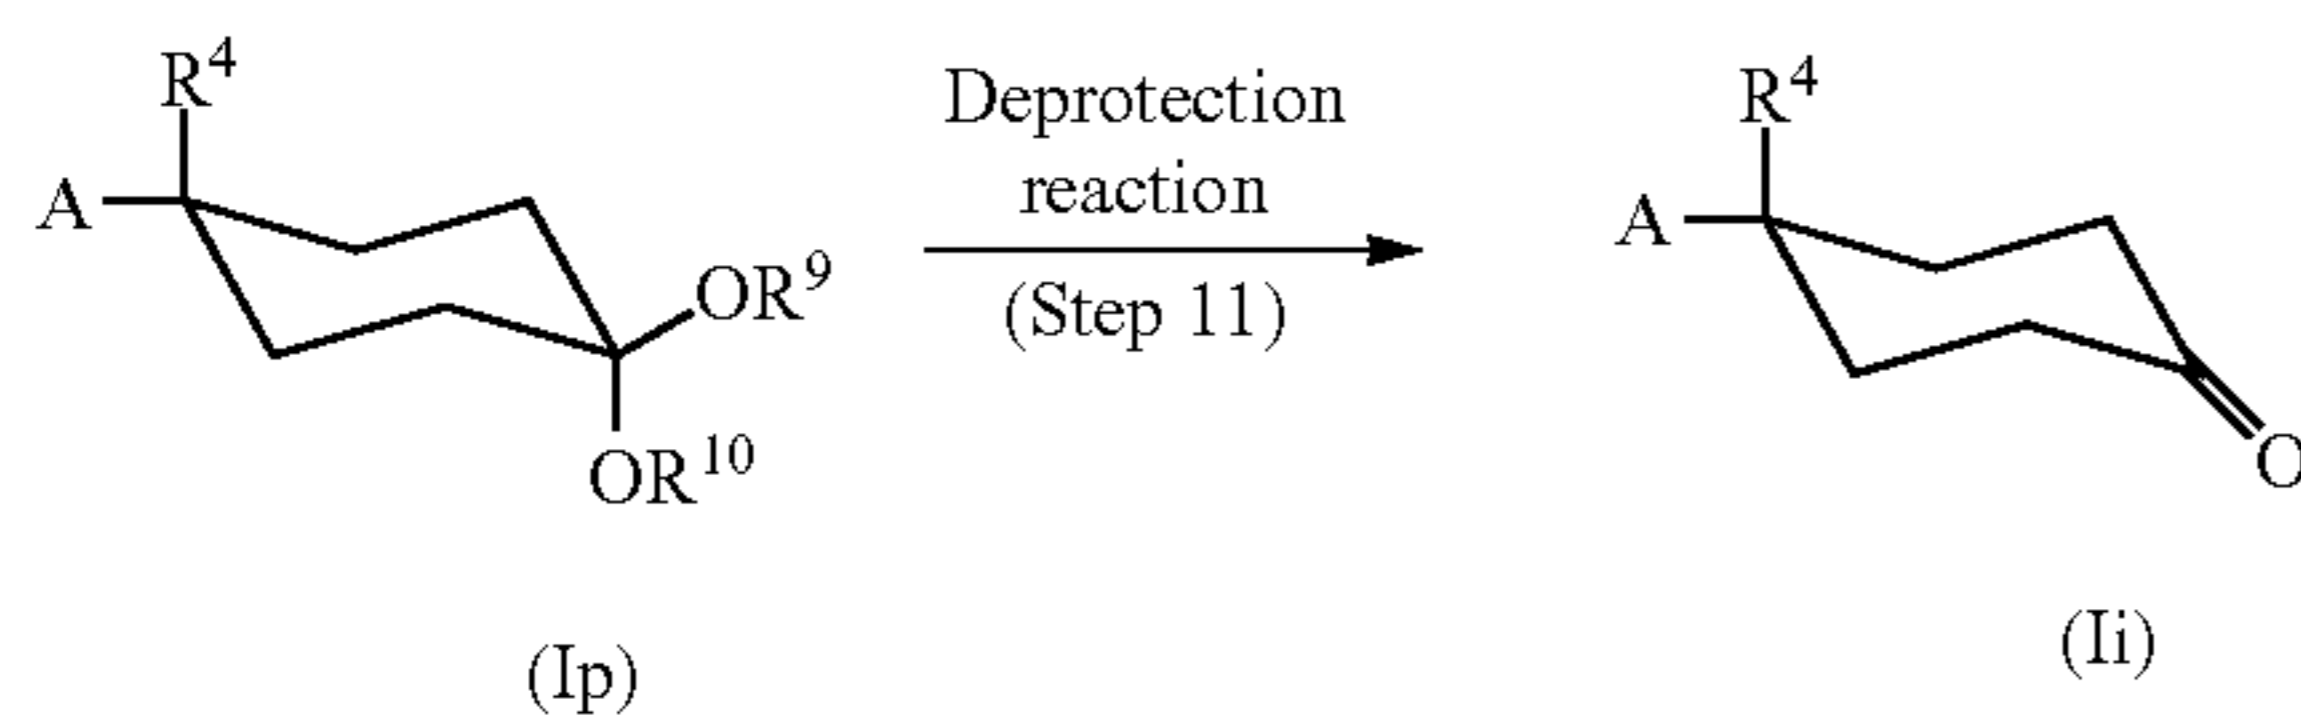 R⁴
A
OR⁹
OR¹⁰
(Ip)
Deprotection
reaction
(Step 11)
R⁴
A
O
(Ii)